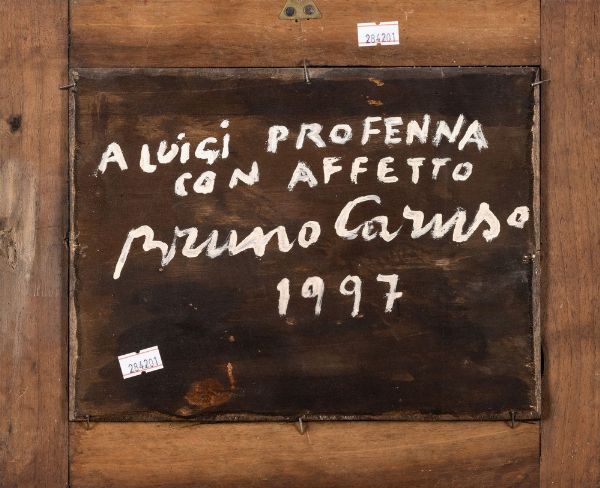 284201
A LUIGI PROFENNA
CON AFFETTO
Bruno Caruso
1997
284201